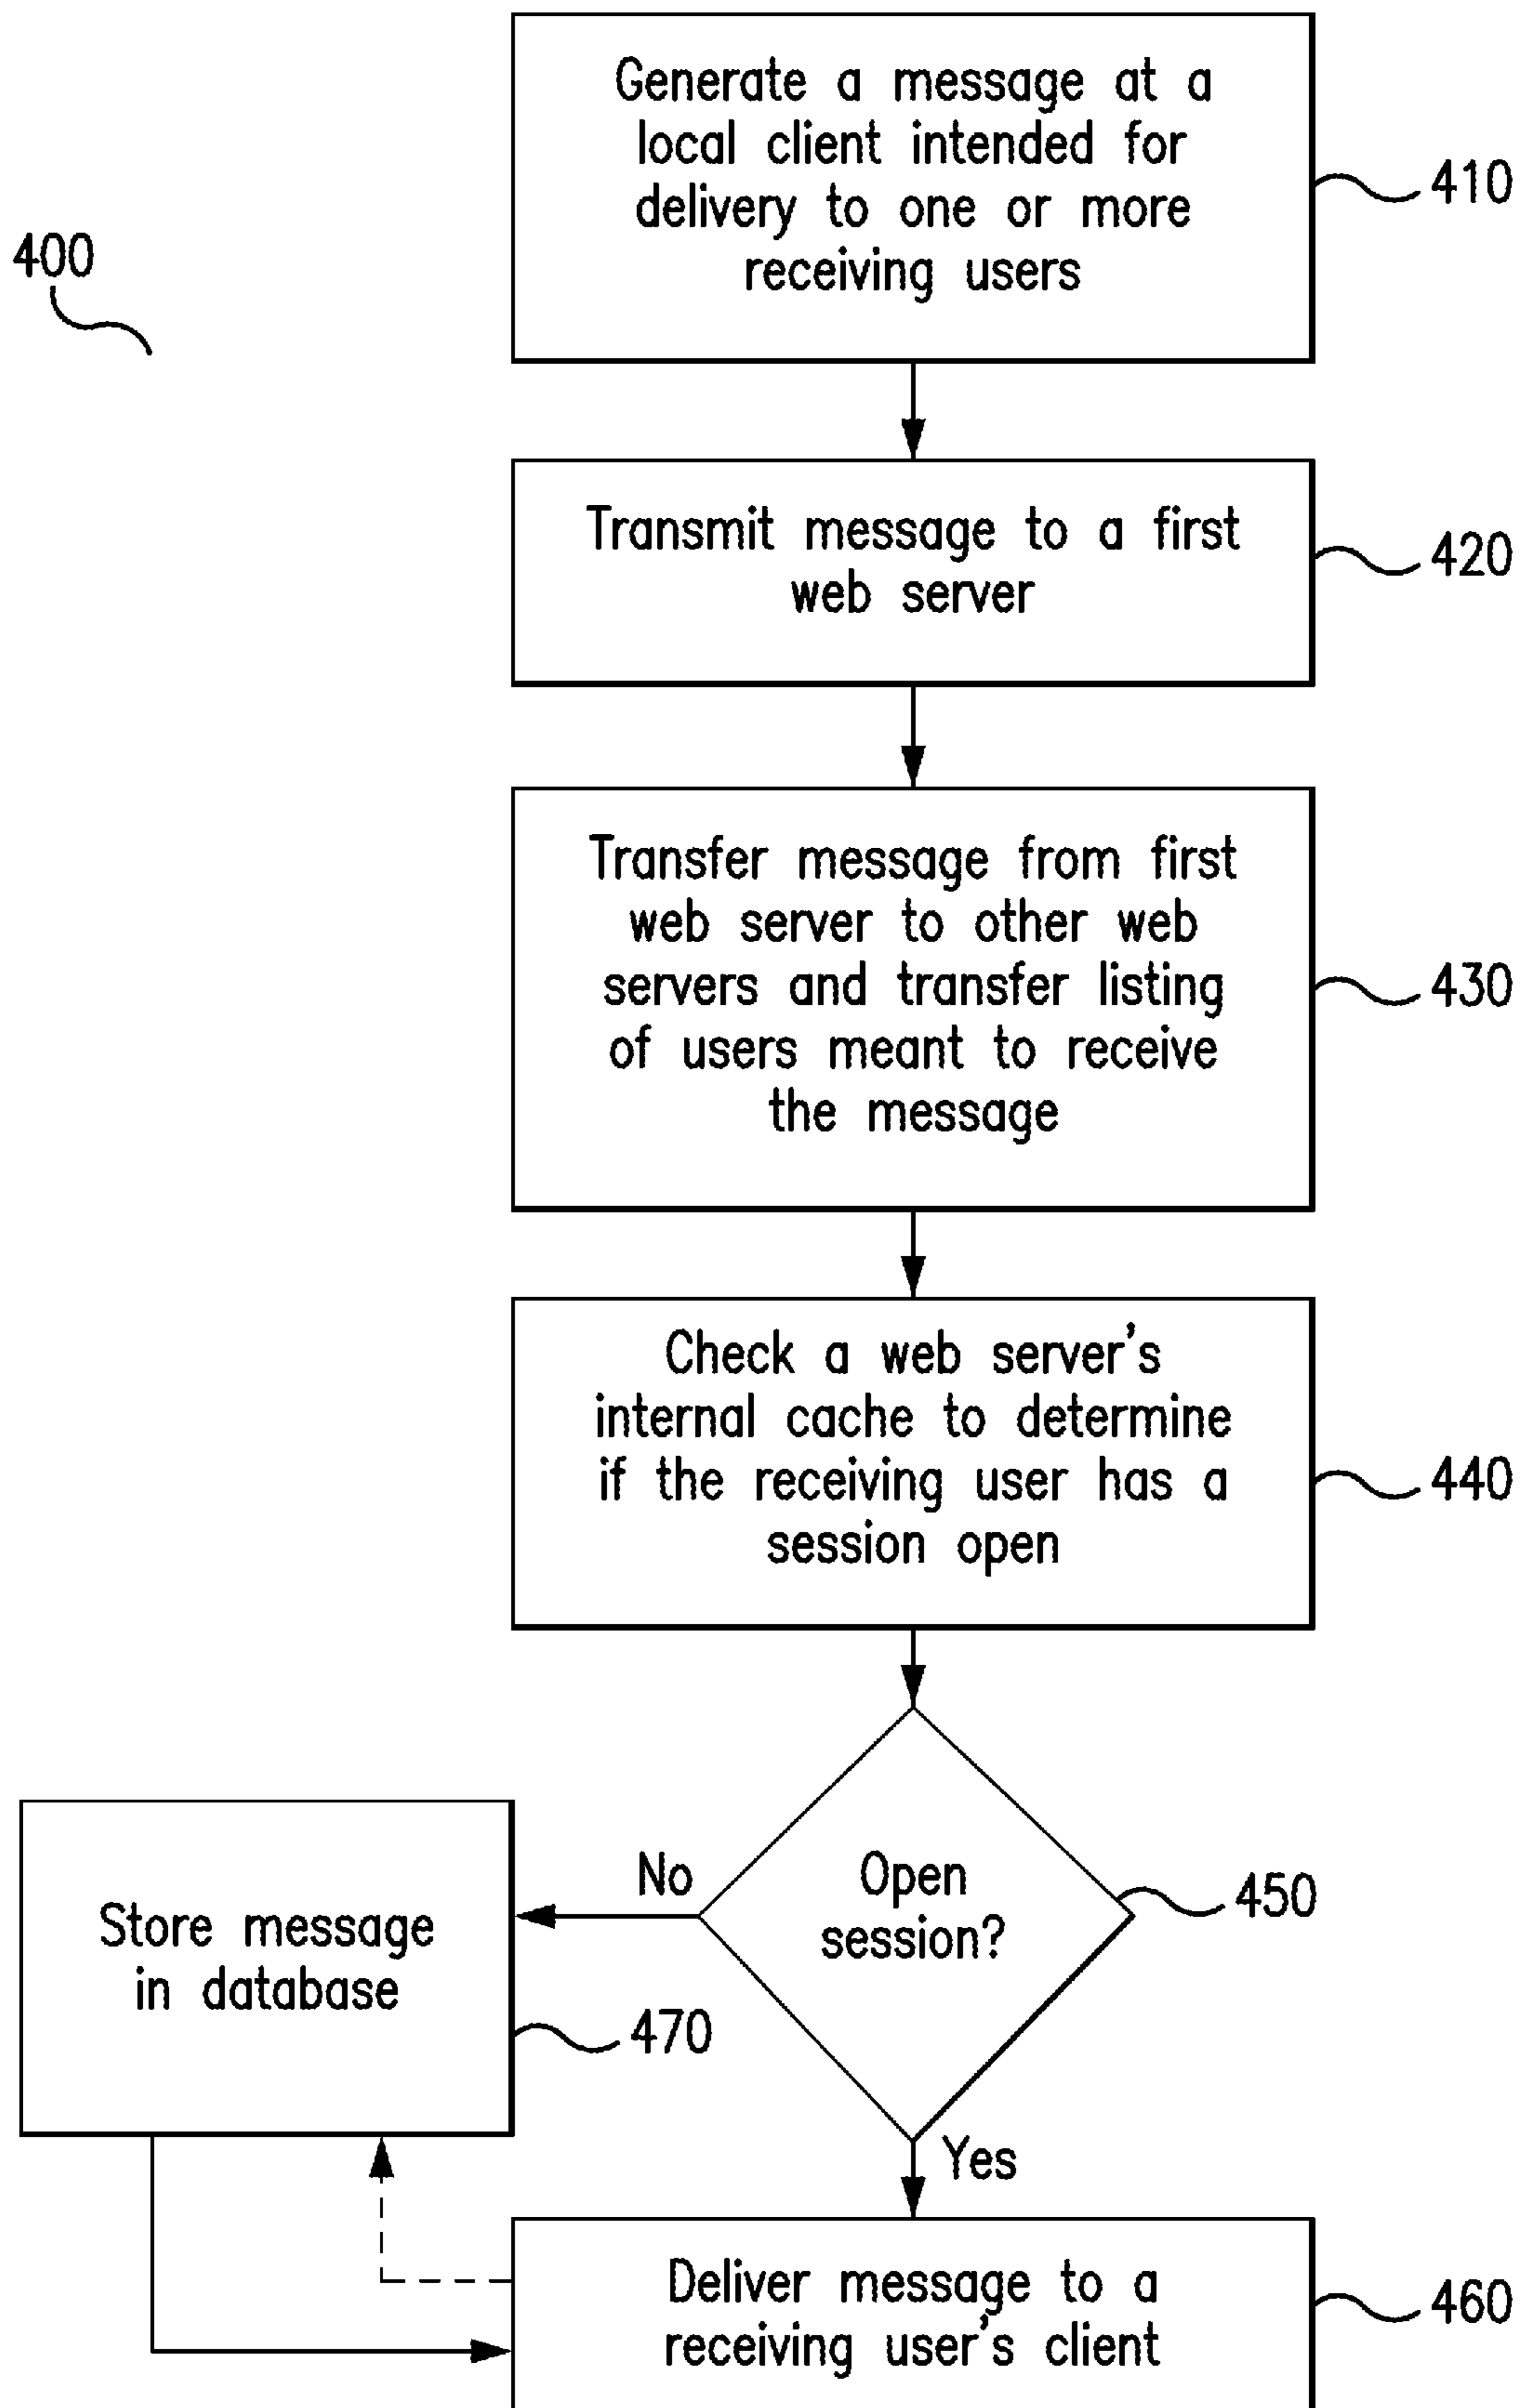 Generate a message at a
local client intended for
delivery to one or more
receiving users
410
400
Transmit message to a first
web server
420
Transfer message from first
web server to other web
servers and transfer listing
of users meant to receive
the message
430
Check a web server's
internal cache to determine
if the receiving user has a
session open
440
Open
session?
450
No
Store message
in database
470
Yes
Deliver message to a
receiving user's client
460